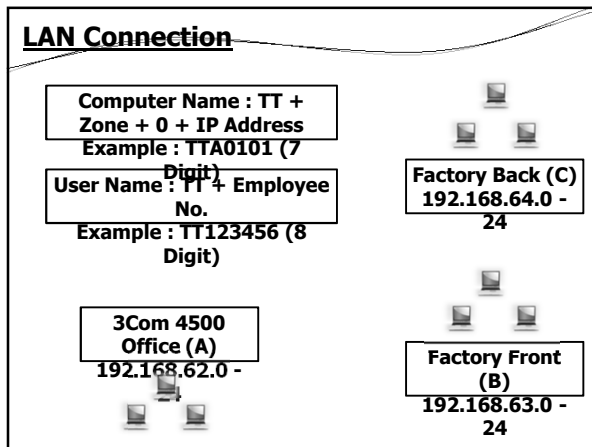 LAN Connection
Computer Name : TT +
Zone + 0 + IP Address
Example : TTA0101 (7
Digit)
User Name : TT + Employee
No.
Example : TT123456 (8
Digit)
3Com 4500
Office (A)
192.168.62.0 -
24
Factory Back (C)
192.168.64.0 -
24
Factory Front
(B)
192.168.63.0 -
24